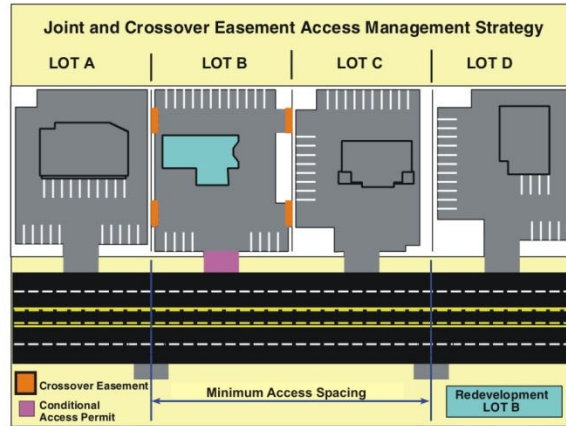 Joint and Crossover Easement Access Management Strategy
LOT A
LOT B
LOT C
LOT D
Crossover Easement
Conditional
Access Permit
Minimum Access Spacing
Redevelopment
LOT B